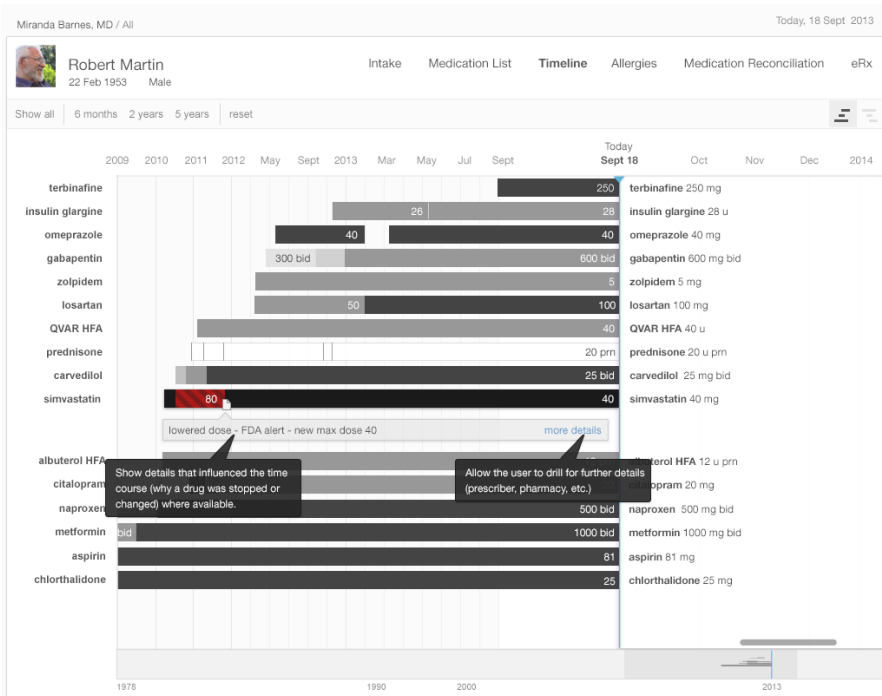 Miranda Barnes, MD / All
Today, 18 Sept 2013
Robert Martin
22 Feb 1953 Male
Intake Medication List Timeline Allergies Medication Reconciliation eRx
Show all 6 months 2 years 5 years reset
Today
2009 2010 2011 2012 May Sept 2013 Mar May Jul Sept Sept 18 Oct Nov Dec 2014
terbinafine 250 terbinafine 250 mg
insulin glargine 26 28 insulin glargine 28 u
omeprazole 40 40 omeprazole 40 mg
gabapentin 300 bid 600 bid gabapentin 600 mg bid
zolpidem 5 zolpidem 5 mg
losartan 50 100 losartan 100 mg
QVAR HFA 40 QVAR HFA 40 u
prednisone 20 prn prednisone 20 u prn
carvedilol 25 bid carvedilol 25 mg bid
simvastatin 80 40 simvastatin 40 mg
lowered dose - FDA alert - new max dose 40 more details
albuterol HFA albuterol HFA 12 u prn
Show details that influenced the time
course (why a drug was stopped or
changed) where available.
Allow the user to drill for further details
(prescriber, pharmacy, etc.)
citalopram citalopram 20 mg
naproxen 500 bid naproxen 500 mg bid
metformin bid 1000 bid metformin 1000 mg bid
aspirin 81 aspirin 81 mg
chlorthalidone 25 chlorthalidone 25 mg
1978 1990 2000 2013